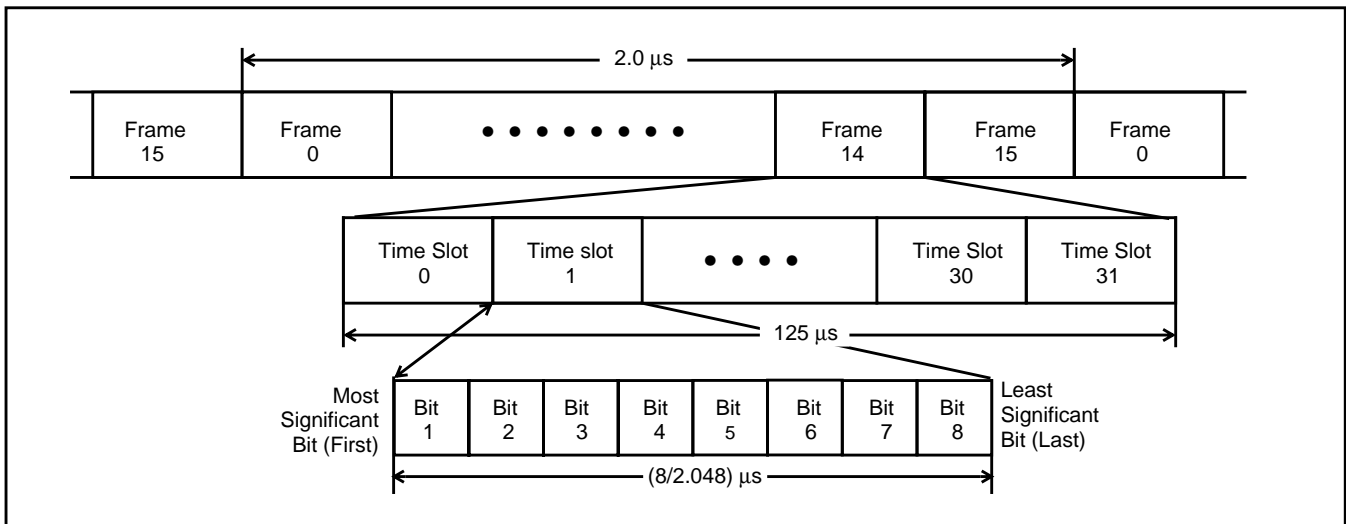 2.0 µs
Frame
15
Frame
0
Frame
14
Frame
15
Frame
0
Time Slot
0
Time slot
1
Time Slot
30
Time Slot
31
125 µs
Most
Significant
Bit (First)
Bit
1
Bit
2
Bit
3
Bit
4
Bit
5
Bit
6
Bit
7
Bit
8
Least
Significant
Bit (Last)
(8/2.048) µs